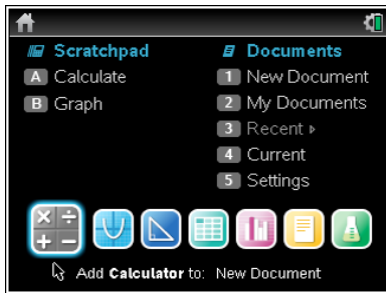 Scratchpad
A Calculate
B Graph
Documents
1 New Document
2 My Documents
3 Recent ▹
4 Current
5 Settings
Add Calculator to: New Document